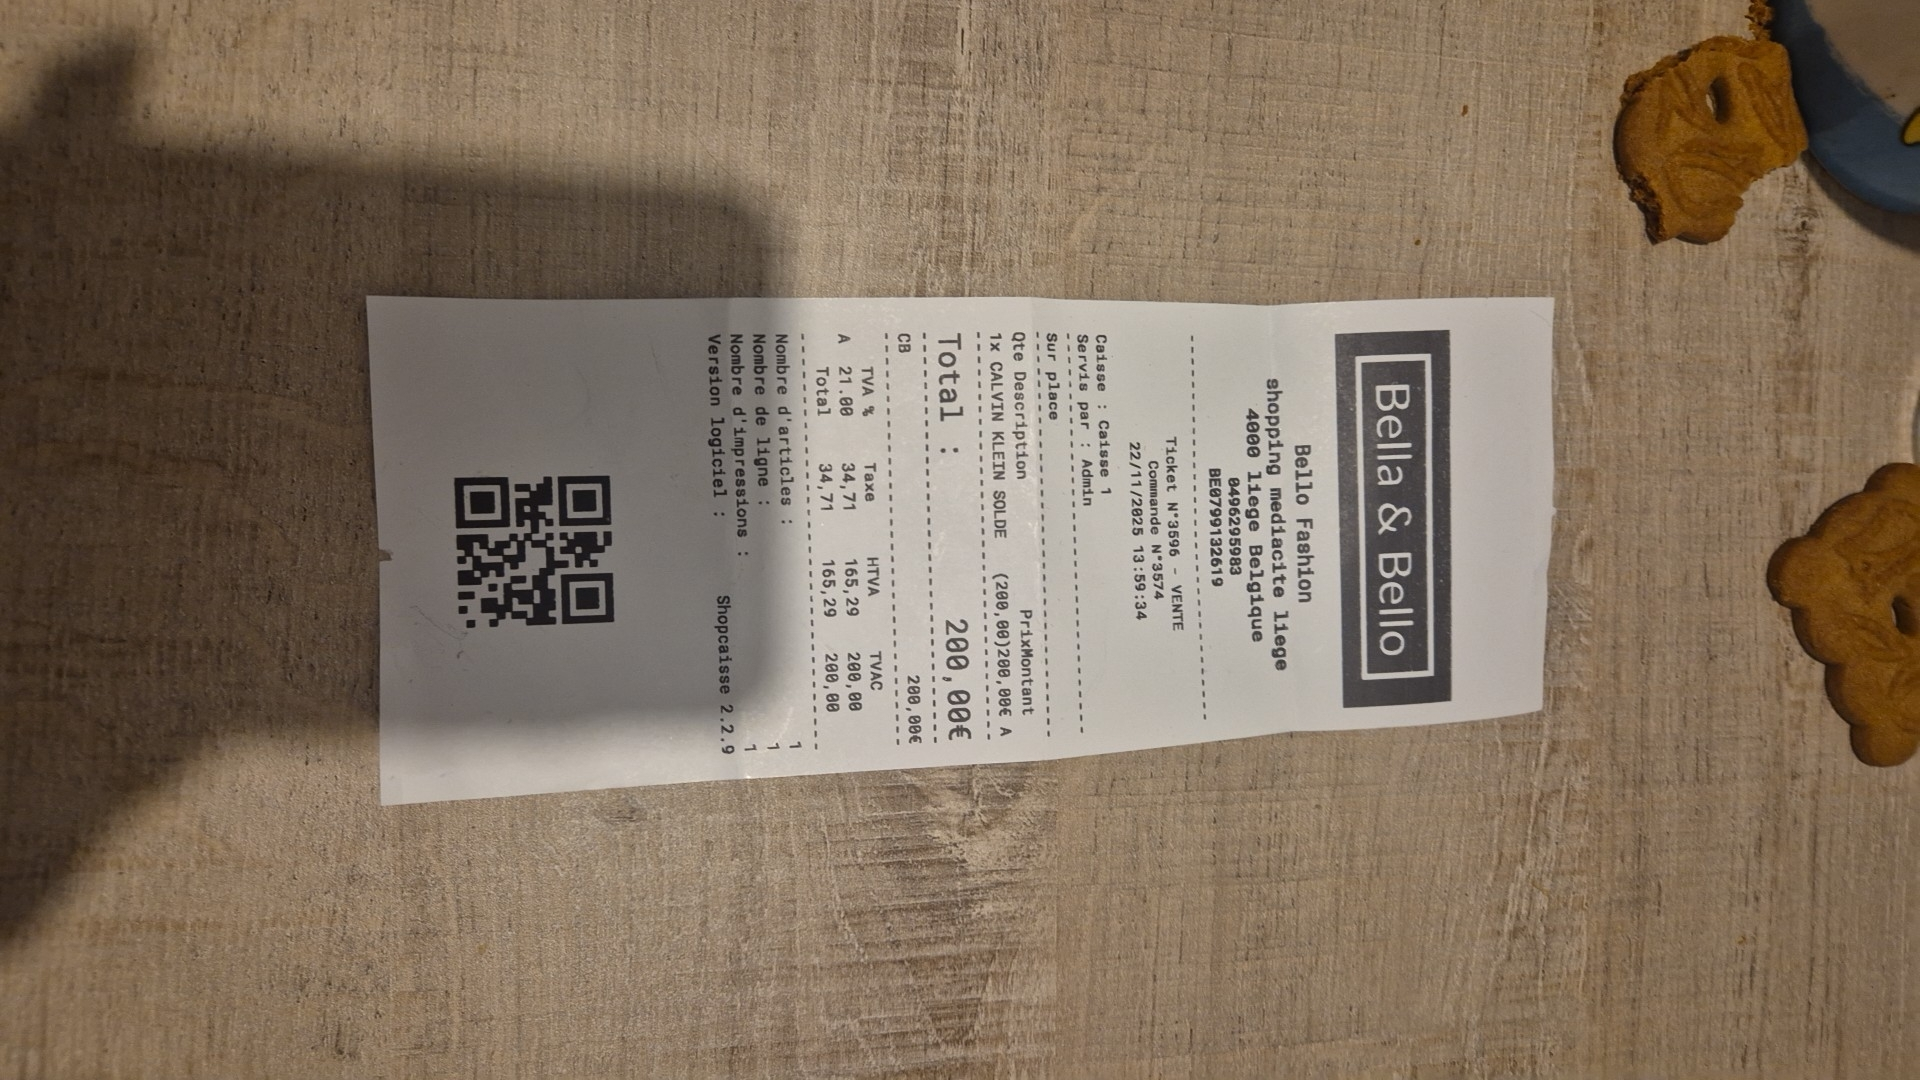 Bella & Bello
Bello Fashion
shopping mediacite liege
4000 liege Belgique
0496295983
BE0799132619
Ticket N°3596 - VENTE
Commande N°3574
22/11/2025 13:59:34
Caisse : Caisse 1
Servis par : Admin
Sur place
Qte Description PrixMontant
1x CALVIN KLEIN SOLDE (200,00)200,00€ A
Total : 200,00€
CB 200,00€
TVA % Taxe HTVA TVAC
A 21.00 34,71 165,29 200,00
Total 34,71 165,29 200,00
Nombre d'articles : 1
Nombre de ligne : 1
Nombre d'impressions : 1
Version logiciel : Shopcaisse 2.2.9